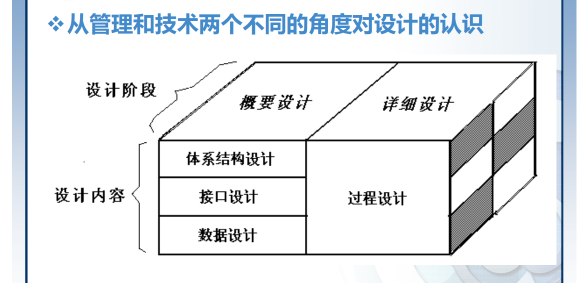 ❖从管理和技术两个不同的角度对设计的认识
设计阶段
概要设计 详细设计
设计内容
体系结构设计
接口设计
数据设计
过程设计